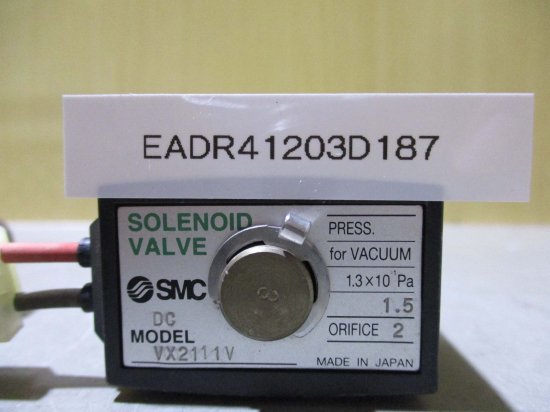 EADR41203D187
SOLENOID
VALVE
SMC
DC
MODEL
VX2111V
8
PRESS.
for VACUUM
1.3×10⁻¹Pa
1.5
ORIFICE 2
MADE IN JAPAN